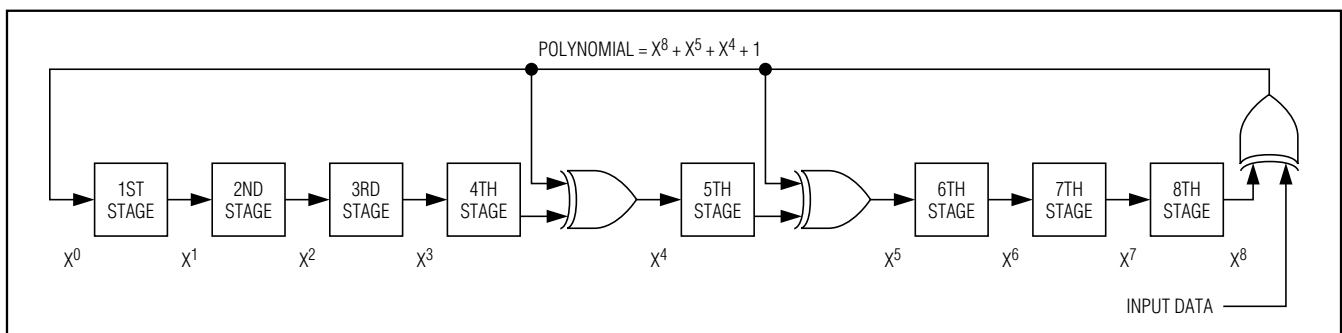 POLYNOMIAL = X⁸ + X⁵ + X⁴ + 1
1ST
STAGE
2ND
STAGE
3RD
STAGE
4TH
STAGE
5TH
STAGE
6TH
STAGE
7TH
STAGE
8TH
STAGE
X⁰ X¹ X² X³ X⁴ X⁵ X⁶ X⁷ X⁸
INPUT DATA